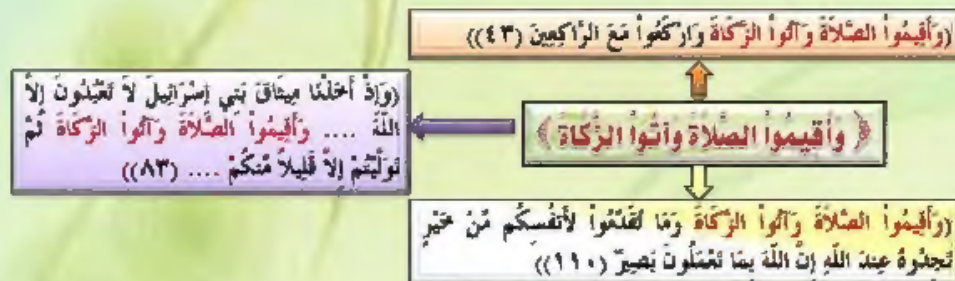 (وَأَقِيمُواْ الصَّلاَةَ وَآتُواْ الزَّكَاةَ وَارْكَعُواْ مَعَ الرَّاكِعِينَ (٤٣))
(وَإِذْ أَخَذْنَا مِيثَاقَ بَنِي إِسْرَائِيلَ لاَ تَعْبُدُونَ إِلاَّ
اللّهَ .... وَأَقِيمُواْ الصَّلاَةَ وَآتُواْ الزَّكَاةَ ثُمَّ
تَوَلَّيْتُمْ إِلاَّ قَلِيلاً مِّنكُمْ .... (٨٣))
﴿ وَأَقِيمُواْ الصَّلاَةَ وَآتُواْ الزَّكَاةَ ﴾
(وَأَقِيمُواْ الصَّلاَةَ وَآتُواْ الزَّكَاةَ وَمَا تُقَدِّمُواْ لأَنفُسِكُم مِّنْ خَيْرٍ
تَجِدُوهُ عِندَ اللّهِ إِنَّ اللّهَ بِمَا تَعْمَلُونَ بَصِيرٌ (١١٠))